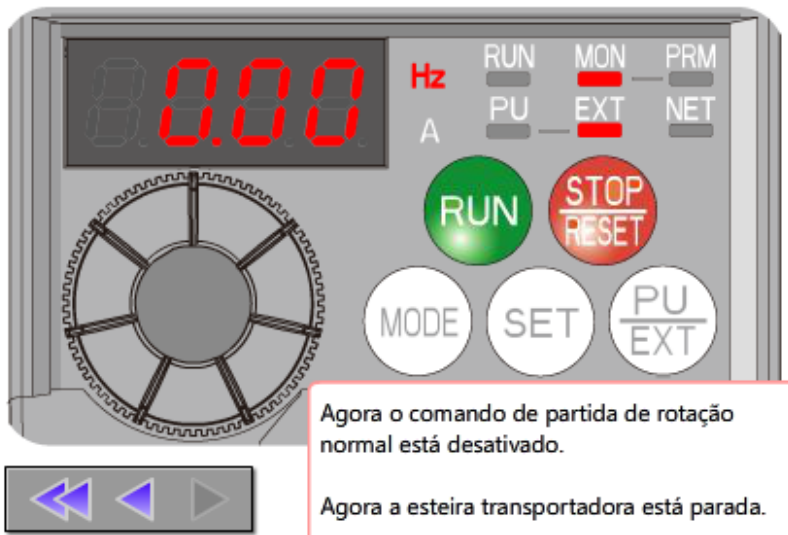 0.00
Hz
A
RUN MON PRM
PU EXT NET
RUN
STOP
RESET
MODE
SET
PU
EXT
Agora o comando de partida de rotação
normal está desativado.
Agora a esteira transportadora está parada.